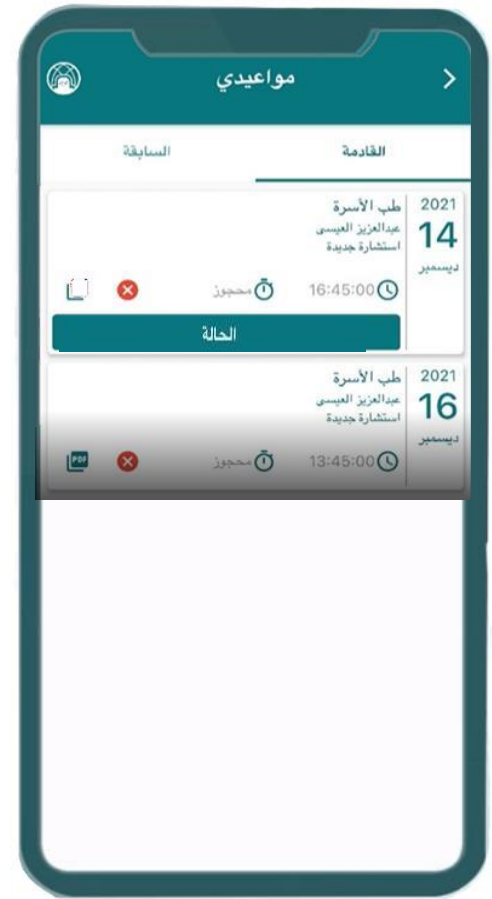 مواعيدي
القادمة
السابقة
2021
14
ديسمبر
طب الأسرة
عبدالعزيز العيسى
استشارة جديدة
16:45:00
محجوز
الحالة
2021
16
ديسمبر
طب الأسرة
عبدالعزيز العيسى
استشارة جديدة
13:45:00
محجوز
PDF